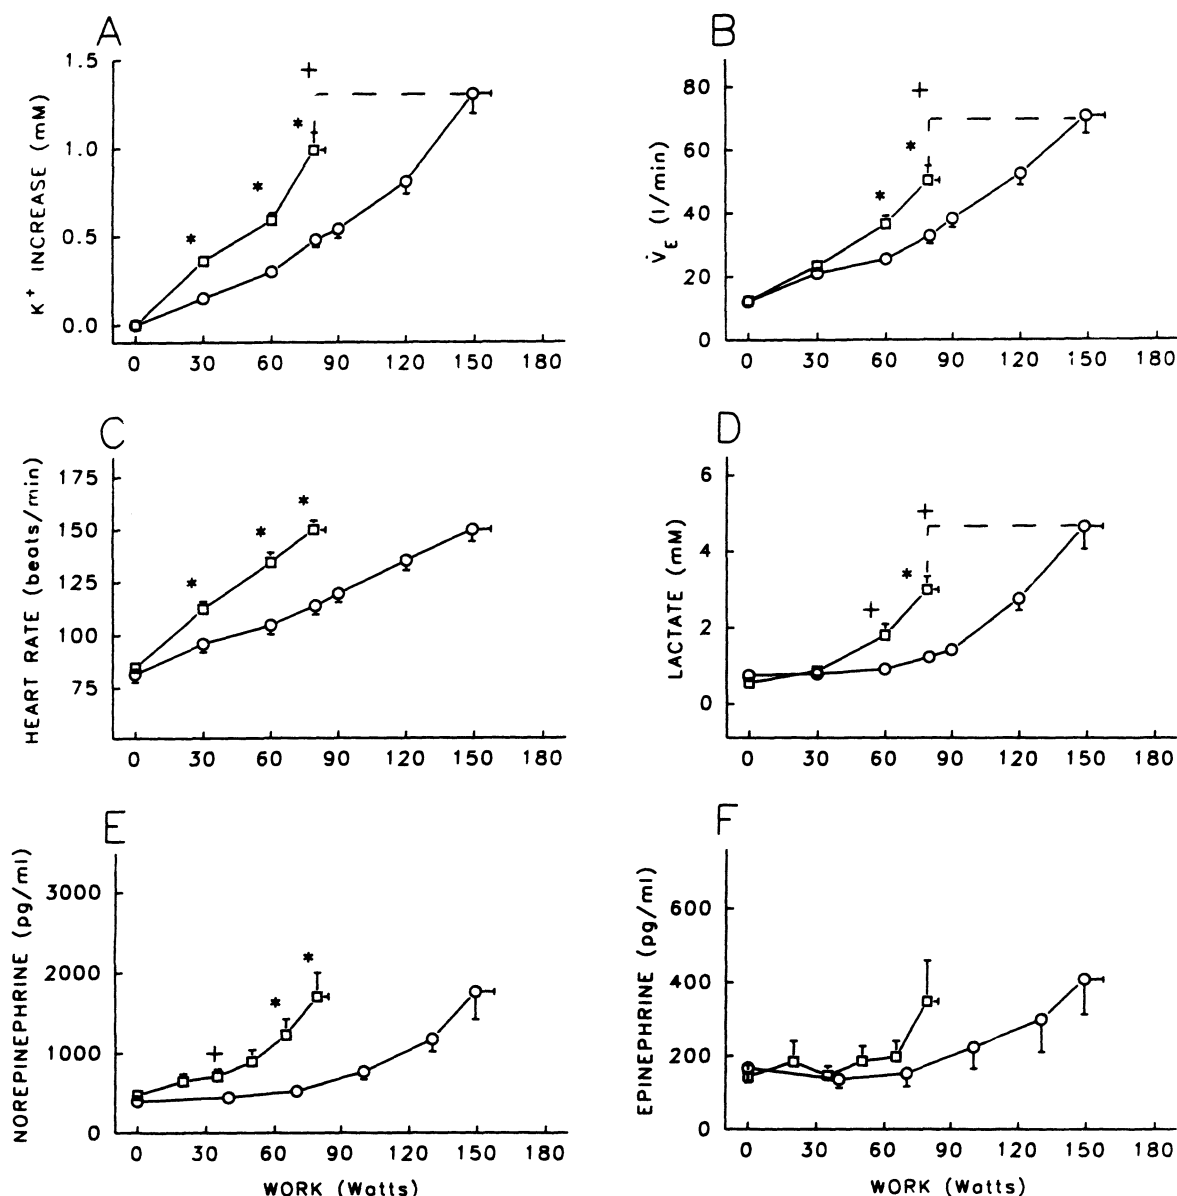 A
K+ INCREASE (mM)
1.5
1.0
0.5
0.0
+
*
*
*
0 30 60 90 120 150 180
B
V̇E (l/min)
80
60
40
20
0
+
*
*
0 30 60 90 120 150 180
C
HEART RATE (beats/min)
175
150
125
100
75
*
*
*
0 30 60 90 120 150 180
D
LACTATE (mM)
6
4
2
0
+
*
+
0 30 60 90 120 150 180
E
NOREPINEPHRINE (pg/ml)
3000
2000
1000
0
*
*
+
0 30 60 90 120 150 180
WORK (Watts)
F
EPINEPHRINE (pg/ml)
600
400
200
0
0 30 60 90 120 150 180
WORK (Watts)